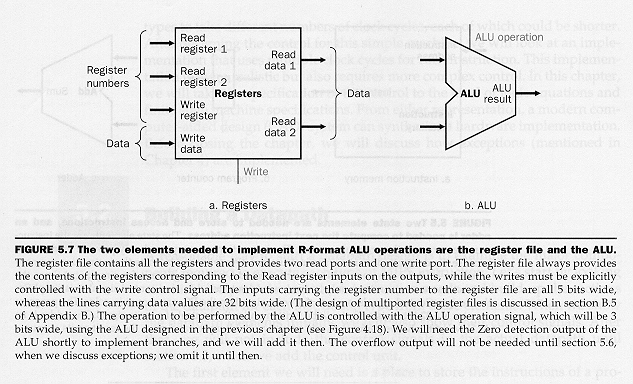 Read
register 1
Read
data 1
Register
numbers
Read
register 2
Registers
Write
register
Read
data 2
Data
Data
Write
data
Write
ALU operation
ALU
ALU
result
a. Registers
b. ALU
FIGURE 5.7 The two elements needed to implement R-format ALU operations are the register file and the ALU.
The register file contains all the registers and provides two read ports and one write port. The register file always provides
the contents of the registers corresponding to the Read register inputs on the outputs, while the writes must be explicitly
controlled with the write control signal. The inputs carrying the register number to the register file are all 5 bits wide,
whereas the lines carrying data values are 32 bits wide. (The design of multiported register files is discussed in section B.5
of Appendix B.) The operation to be performed by the ALU is controlled with the ALU operation signal, which will be 3
bits wide, using the ALU designed in the previous chapter (see Figure 4.18). We will need the Zero detection output of the
ALU shortly to implement branches, and we will add it then. The overflow output will not be needed until section 5.6,
when we discuss exceptions; we omit it until then.